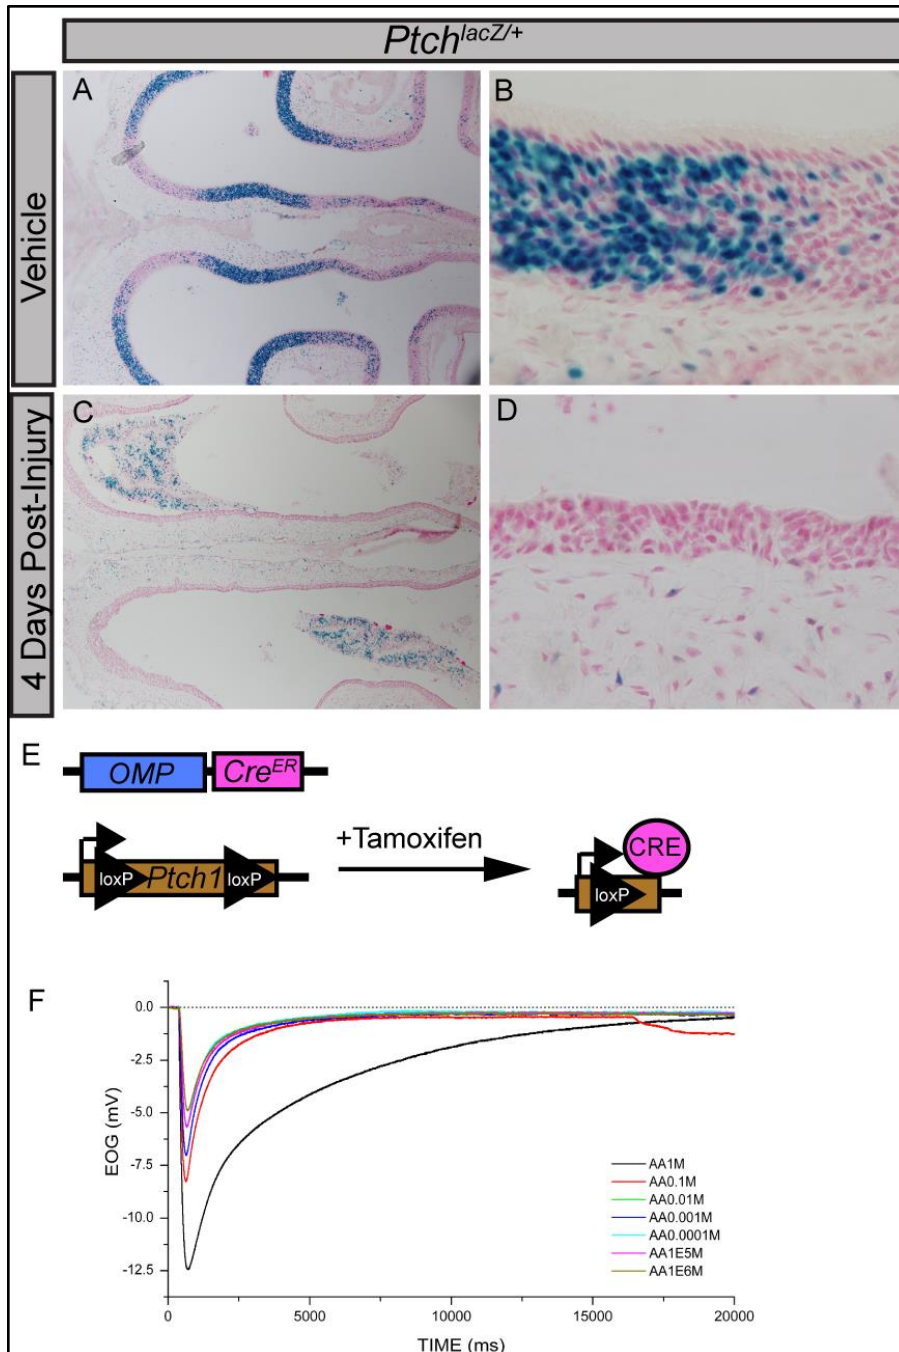 Ptch lacZ/+
Vehicle
A
B
4 Days Post-Injury
C
D
E
OMP
Cre ER
loxP Ptch1 loxP
+Tamoxifen
CRE
loxP
F
0.0
-2.5
-5.0
-7.5
-10.0
-12.5
EOG (mV)
AA1M
AA0.1M
AA0.01M
AA0.001M
AA0.0001M
AA1E5M
AA1E6M
0 5000 10000 15000 20000
TIME (ms)